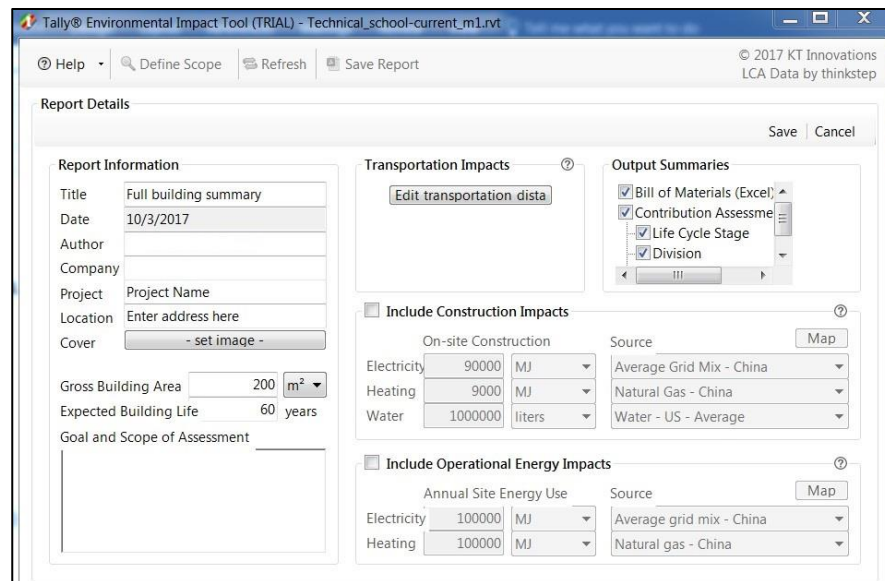 Tally® Environmental Impact Tool (TRIAL) - Technical_school-current_m1.rvt
Help Define Scope Refresh Save Report
© 2017 KT Innovations
LCA Data by thinkstep
Report Details
Save Cancel
Report Information
Title Full building summary
Date 10/3/2017
Author
Company
Project Project Name
Location Enter address here
Cover - set image -
Gross Building Area 200 m²
Expected Building Life 60 years
Goal and Scope of Assessment
Transportation Impacts
Edit transportation dista
Output Summaries
Bill of Materials (Excel)
Contribution Assessme
Life Cycle Stage
Division
Include Construction Impacts
On-site Construction Source Map
Electricity 90000 MJ Average Grid Mix - China
Heating 9000 MJ Natural Gas - China
Water 1000000 liters Water - US - Average
Include Operational Energy Impacts
Annual Site Energy Use Source Map
Electricity 100000 MJ Average grid mix - China
Heating 100000 MJ Natural gas - China